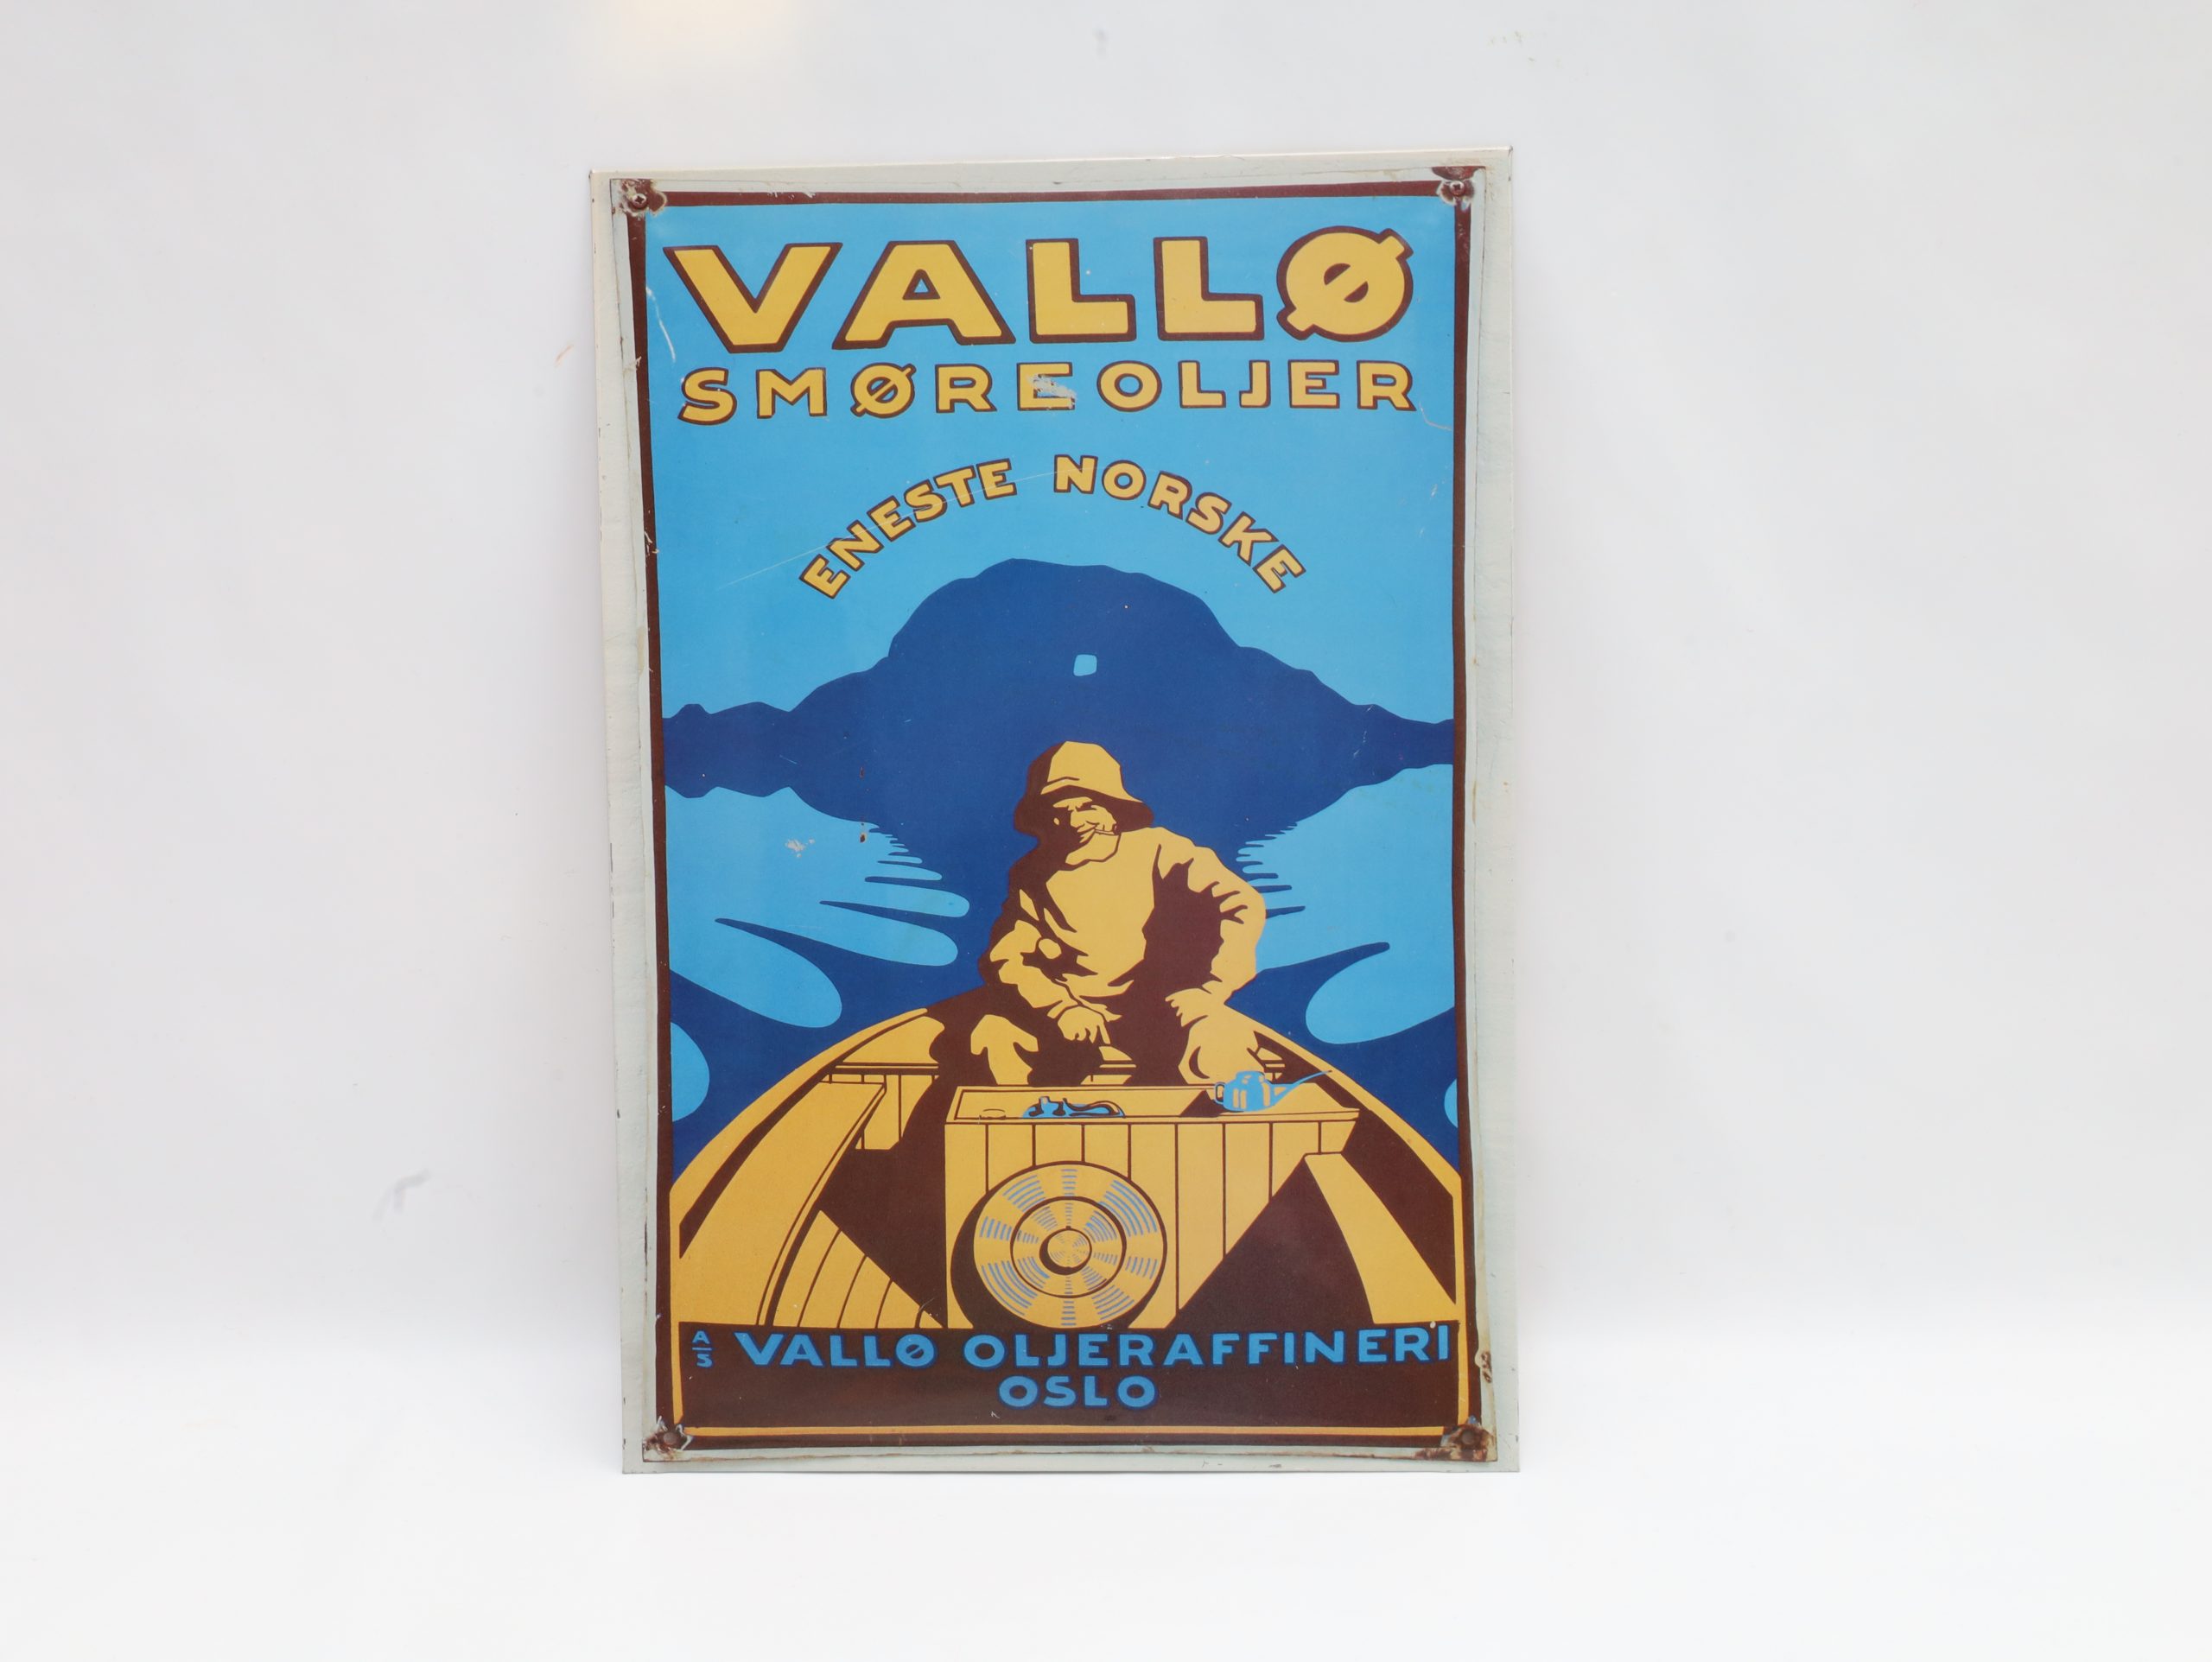 VALLØ
SMØREOLJER
ENESTE NORSKE
A/S VALLØ OLJERAFFINERI
OSLO